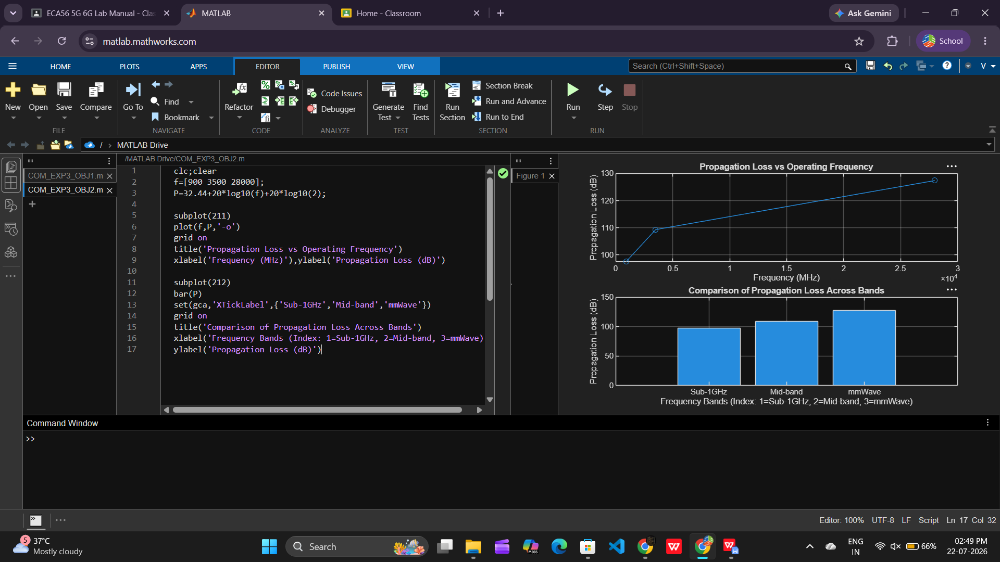 ECA56 5G 6G Lab Manual - Clas
MATLAB
Home - Classroom
Ask Gemini
matlab.mathworks.com
School
HOME
PLOTS
APPS
EDITOR
PUBLISH
VIEW
Search (Ctrl+Shift+Space)
V
New
Open
Save
Compare
FILE
Go To
Find
Bookmark
NAVIGATE
Refactor
CODE
Code Issues
Debugger
ANALYZE
Generate
Test
Find
Tests
TEST
Run
Section
Section Break
Run and Advance
Run to End
SECTION
Run
Step
Stop
RUN
/ › MATLAB Drive
COM_EXP3_OBJ1.m
COM_EXP3_OBJ2.m
/MATLAB Drive/COM_EXP3_OBJ2.m
1 clc;clear
2 f=[900 3500 28000];
3 P=32.44+20*log10(f)+20*log10(2);
4
5 subplot(211)
6 plot(f,P,'-o')
7 grid on
8 title('Propagation Loss vs Operating Frequency')
9 xlabel('Frequency (MHz)'),ylabel('Propagation Loss (dB)')
10
11 subplot(212)
12 bar(P)
13 set(gca,'XTickLabel',{'Sub-1GHz','Mid-band','mmWave'})
14 grid on
15 title('Comparison of Propagation Loss Across Bands')
16 xlabel('Frequency Bands (Index: 1=Sub-1GHz, 2=Mid-band, 3=mmWave)
17 ylabel('Propagation Loss (dB)')
Figure 1
Propagation Loss vs Operating Frequency
Propagation Loss (dB)
130
120
110
100
0 0.5 1 1.5 2 2.5 3
Frequency (MHz)
×10⁴
Comparison of Propagation Loss Across Bands
Propagation Loss (dB)
150
100
50
0
Sub-1GHz Mid-band mmWave
Frequency Bands (Index: 1=Sub-1GHz, 2=Mid-band, 3=mmWave)
Command Window
>>
Editor: 100% UTF-8 LF Script Ln 17 Col 32
5
37°C
Mostly cloudy
Search
M365
ENG
IN
66%
02:49 PM
22-07-2026